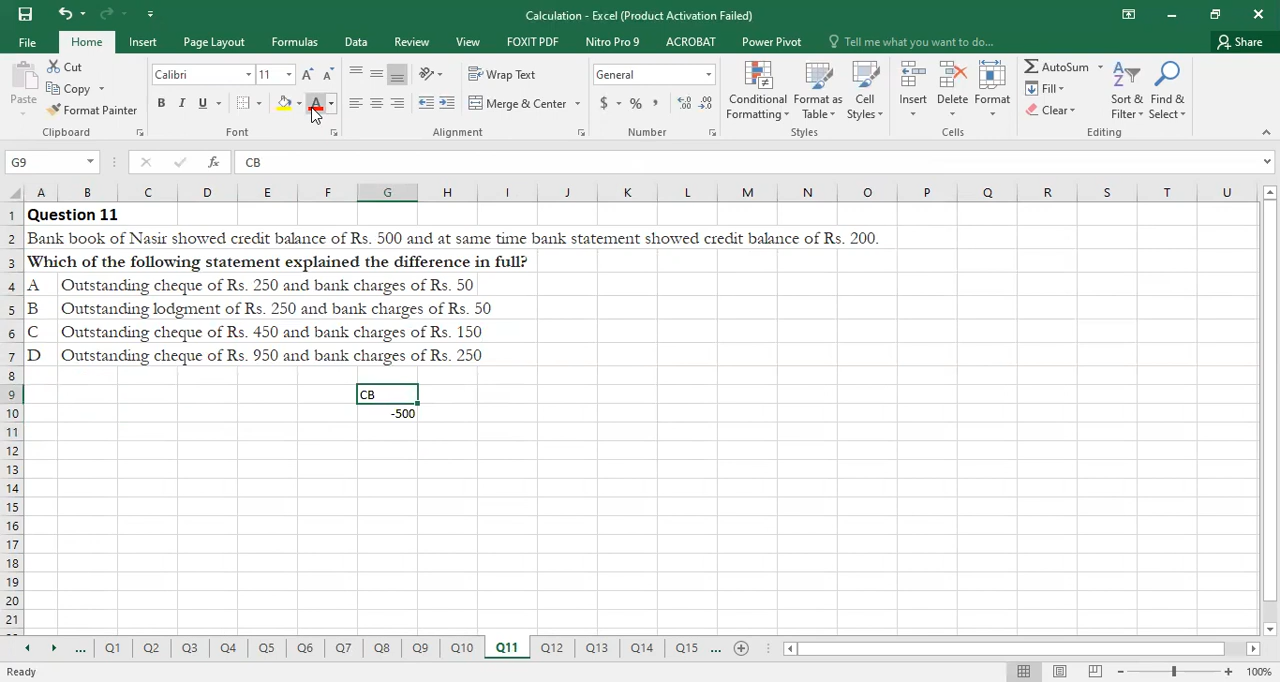 Calculation - Excel (Product Activation Failed)
File Home Insert Page Layout Formulas Data Review View FOXIT PDF Nitro Pro 9 ACROBAT Power Pivot Tell me what you want to do... Share
Paste
Cut
Copy
Format Painter
Clipboard
Calibri 11
B I U
Font
Wrap Text
Merge & Center
Alignment
General
$ % ,
Number
Conditional Formatting
Format as Table
Cell Styles
Styles
Insert Delete Format
Cells
AutoSum
Fill
Clear
Sort & Filter
Find & Select
Editing
G9 fx CB
A B C D E F G H I J K L M N O P Q R S T U
1 Question 11
2 Bank book of Nasir showed credit balance of Rs. 500 and at same time bank statement showed credit balance of Rs. 200.
3 Which of the following statement explained the difference in full?
4 A Outstanding cheque of Rs. 250 and bank charges of Rs. 50
5 B Outstanding lodgment of Rs. 250 and bank charges of Rs. 50
6 C Outstanding cheque of Rs. 450 and bank charges of Rs. 150
7 D Outstanding cheque of Rs. 950 and bank charges of Rs. 250
8
9 CB
10 -500
11
12
13
14
15
16
17
18
19
20
21
... Q1 Q2 Q3 Q4 Q5 Q6 Q7 Q8 Q9 Q10 Q11 Q12 Q13 Q14 Q15 ...
Ready 100%